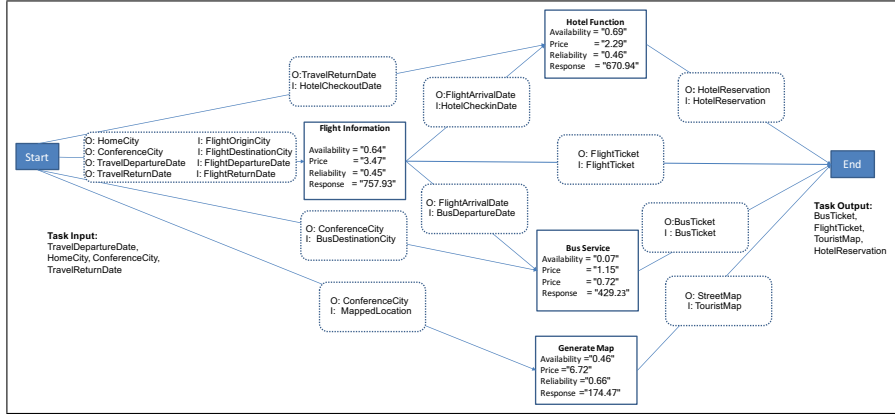 Hotel Function
Availability = "0.69"
Price = "2.29"
Reliability = "0.46"
Response = "670.94"
O:TravelReturnDate
I: HotelCheckoutDate
O:FlightArrivalDate
I:HotelCheckinDate
O: HotelReservation
I: HotelReservation
Start
O: HomeCity I: FlightOriginCity
O: ConferenceCity I: FlightDestinationCity
O: TravelDepartureDate I: FlightDepartureDate
O: TravelReturnDate I: FlightReturnDate
Flight Information
Availability = "0.64"
Price = "3.47"
Reliability = "0.45"
Response = "757.93"
O: FlightTicket
I: FlightTicket
End
Task Input:
TravelDepartureDate,
HomeCity, ConferenceCity,
TravelReturnDate
O: ConferenceCity
I: BusDestinationCity
O: FlightArrivalDate
I: BusDepartureDate
Bus Service
Availability = "0.07"
Price = "1.15"
Price = "0.72"
Response = "429.23"
O:BusTicket
I : BusTicket
Task Output:
BusTicket,
FlightTicket,
TouristMap,
HotelReservation
O: ConferenceCity
I: MappedLocation
O: StreetMap
I: TouristMap
Generate Map
Availability ="0.46"
Price ="6.72"
Reliability ="0.66"
Response ="174.47"